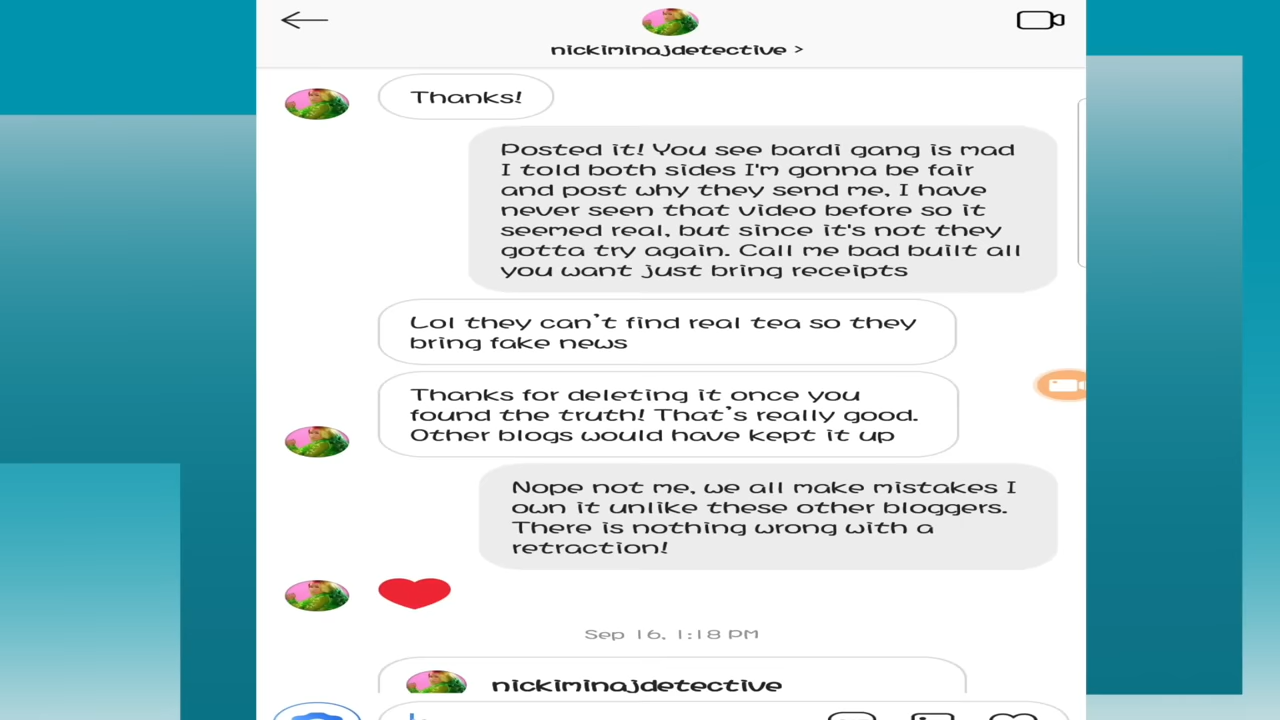 nickiminajdetective >
Thanks!
Posted it! You see bardi gang is mad
I told both sides I'm gonna be fair
and post why they send me, I have
never seen that video before so it
seemed real, but since it's not they
gotta try again. Call me bad built all
you want just bring receipts
Lol they can't find real tea so they
bring fake news
Thanks for deleting it once you
found the truth! That's really good.
Other blogs would have kept it up
Nope not me, we all make mistakes I
own it unlike these other bloggers.
There is nothing wrong with a
retraction!
Sep 16, 1:18 PM
nickiminajdetective